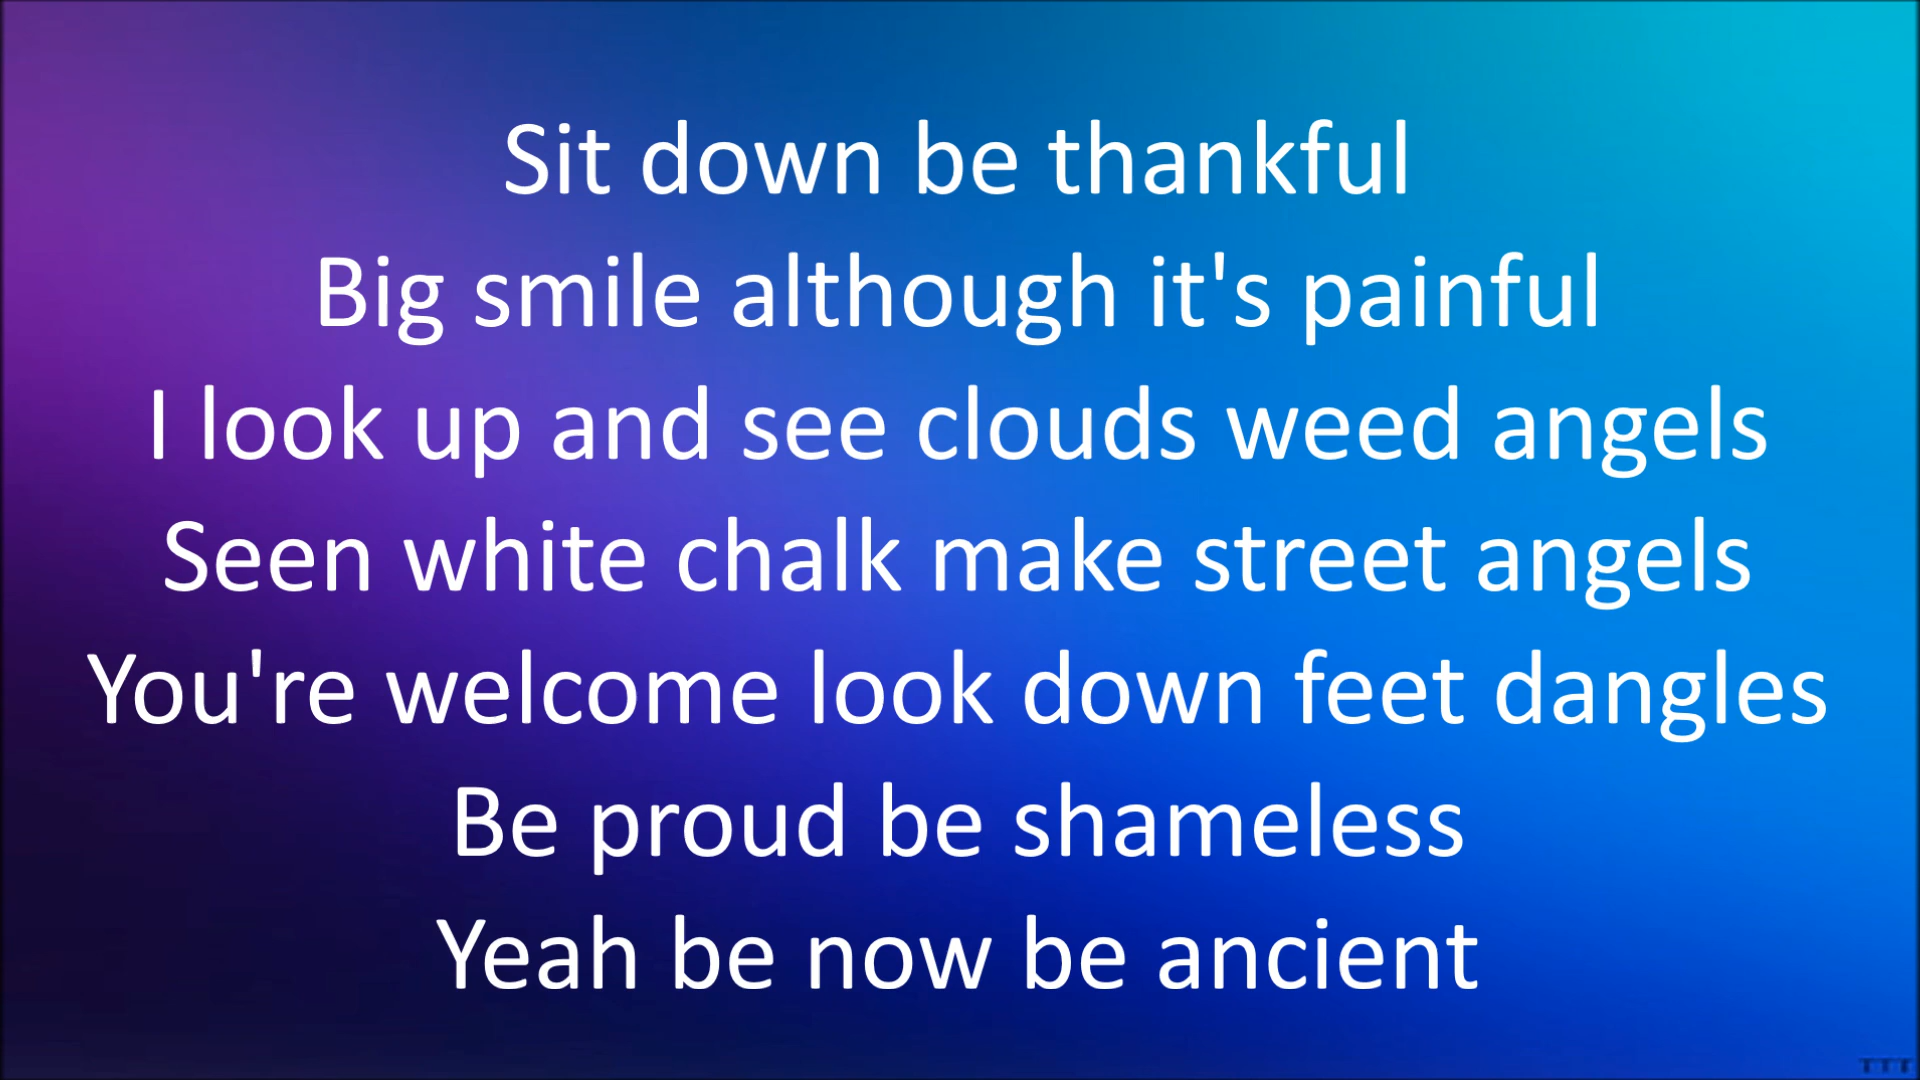 Sit down be thankful
Big smile although it's painful
I look up and see clouds weed angels
Seen white chalk make street angels
You're welcome look down feet dangles
Be proud be shameless
Yeah be now be ancient
TTT